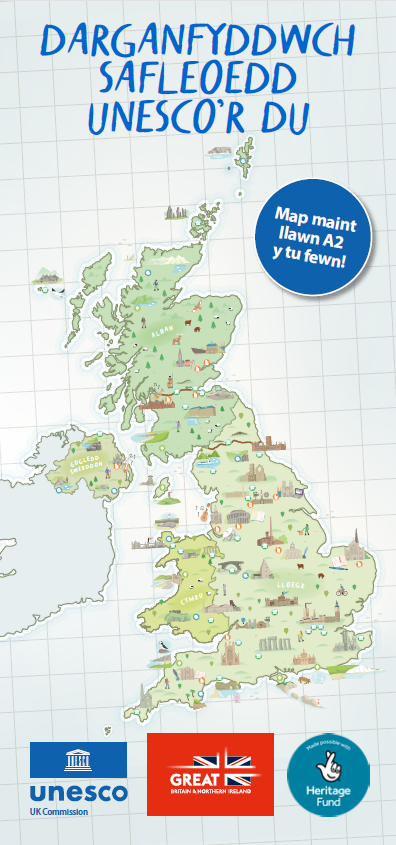 DARGANFYDDWCH
SAFLEOEDD
UNESCO'R DU
Map maint
llawn A2
y tu fewn!
ALBAN
GOGLEDD
IWERDDON
CYMRU
LLOEGR
unesco
UK Commission
GREAT
BRITAIN & NORTHERN IRELAND
Made possible with
Heritage
Fund